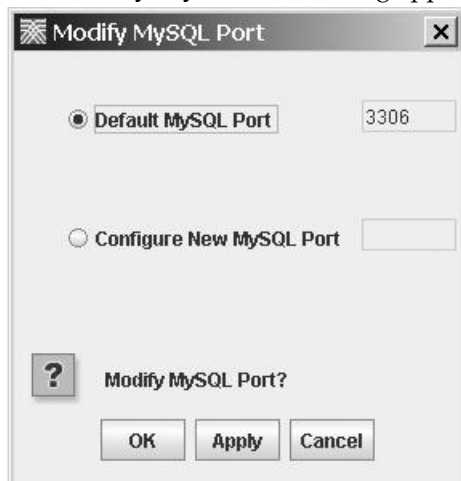 Modify MySQL Port
Default MySQL Port 3306
Configure New MySQL Port
? Modify MySQL Port?
OK Apply Cancel